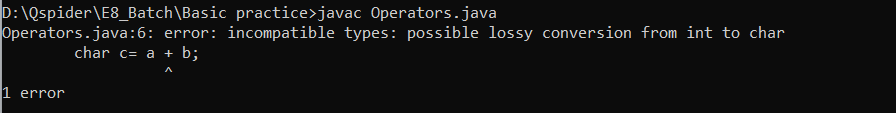 D:\Qspider\E8_Batch\Basic practice>javac Operators.java
Operators.java:6: error: incompatible types: possible lossy conversion from int to char
        char c= a + b;
                  ^
1 error